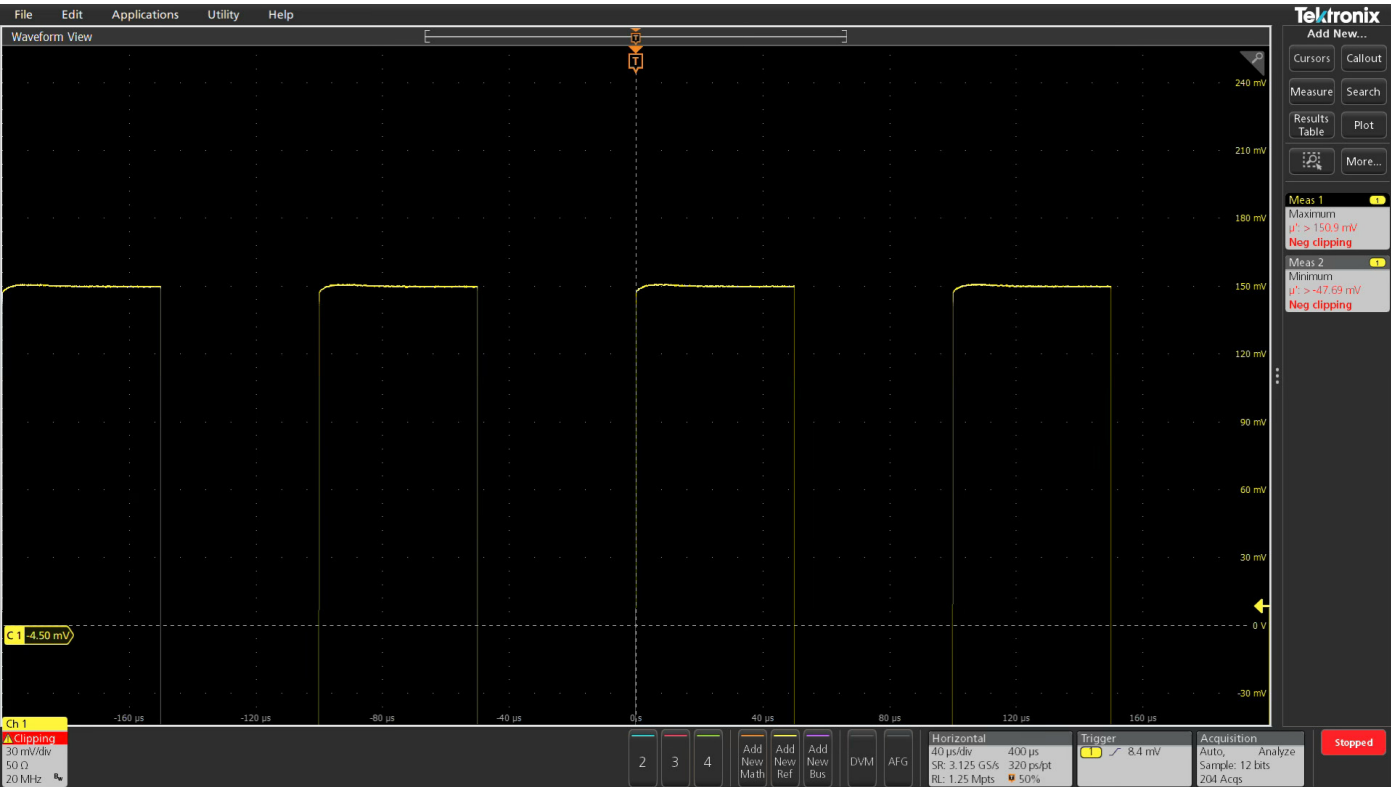 File Edit Applications Utility Help
Tektronix
Waveform View
Add New...
T
T
Cursors Callout
240 mV
Measure Search
Results Table Plot
210 mV
More...
Meas 1 1
Maximum
µ': > 150.9 mV
Neg clipping
180 mV
Meas 2 1
Minimum
µ': > -47.69 mV
Neg clipping
150 mV
120 mV
90 mV
60 mV
30 mV
0 V
C 1 -4.50 mV
-30 mV
-160 µs -120 µs -80 µs -40 µs 0 s 40 µs 80 µs 120 µs 160 µs
Ch 1
Clipping
30 mV/div
50 Ω
20 MHz Bw
2 3 4
Add New Math
Add New Ref
Add New Bus
DVM AFG
Horizontal
40 µs/div 400 µs
SR: 3.125 GS/s 320 ps/pt
RL: 1.25 Mpts 50%
Trigger
1 8.4 mV
Acquisition
Auto, Analyze
Sample: 12 bits
204 Acqs
Stopped